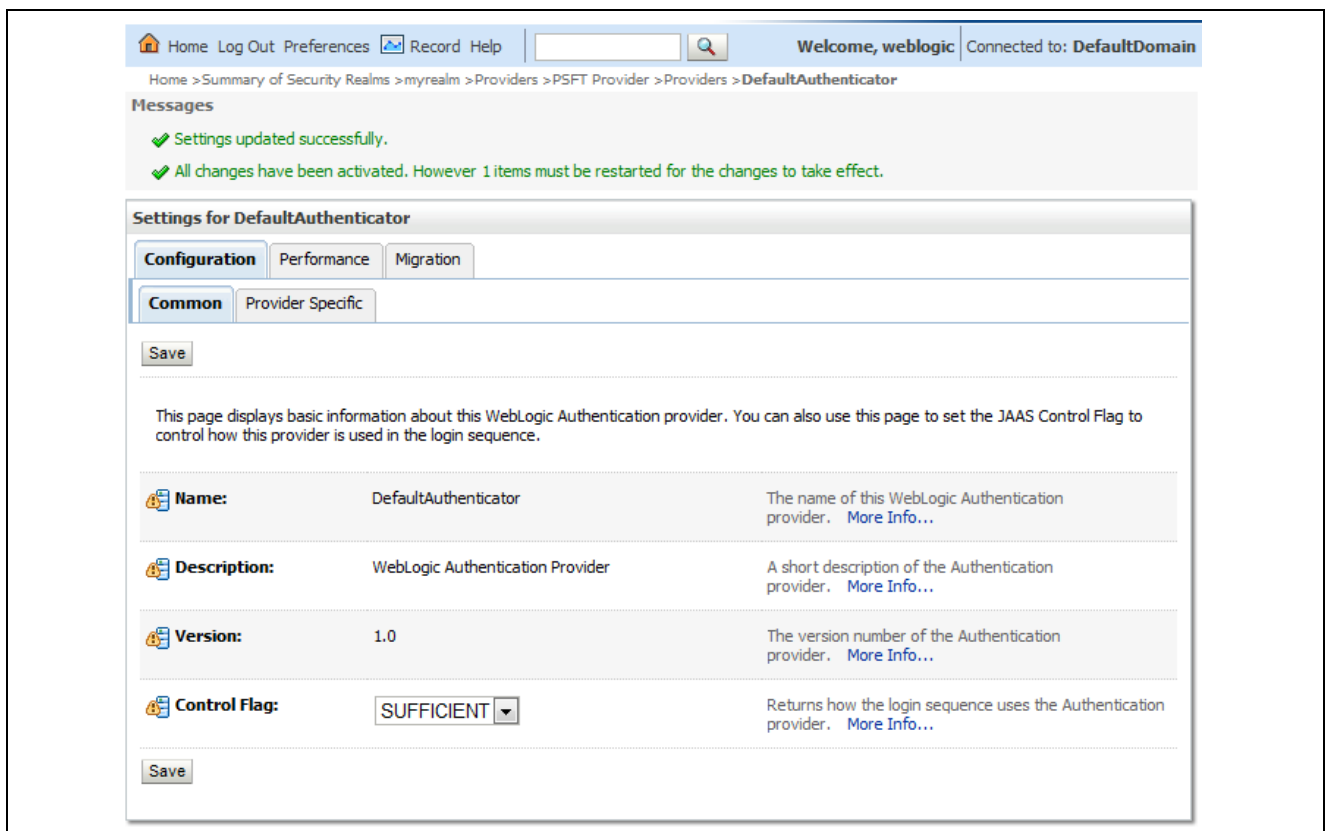 Home Log Out Preferences Record Help Welcome, weblogic Connected to: DefaultDomain
Home >Summary of Security Realms >myrealm >Providers >PSFT Provider >Providers >DefaultAuthenticator
Messages
Settings updated successfully.
All changes have been activated. However 1 items must be restarted for the changes to take effect.
Settings for DefaultAuthenticator
Configuration Performance Migration
Common Provider Specific
Save
This page displays basic information about this WebLogic Authentication provider. You can also use this page to set the JAAS Control Flag to
control how this provider is used in the login sequence.
Name: DefaultAuthenticator The name of this WebLogic Authentication
provider. More Info...
Description: WebLogic Authentication Provider A short description of the Authentication
provider. More Info...
Version: 1.0 The version number of the Authentication
provider. More Info...
Control Flag: SUFFICIENT Returns how the login sequence uses the Authentication
provider. More Info...
Save